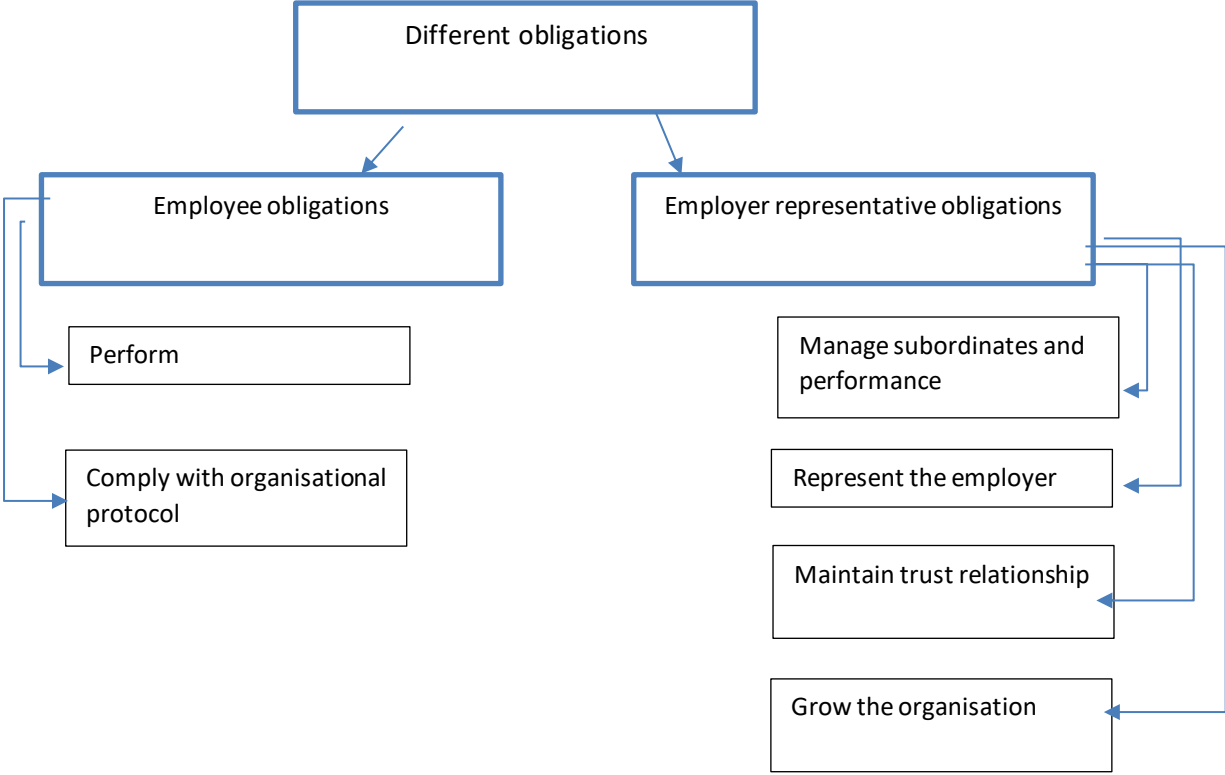 Different obligations
Employee obligations
Employer representative obligations
Perform
Comply with organisational
protocol
Manage subordinates and
performance
Represent the employer
Maintain trust relationship
Grow the organisation